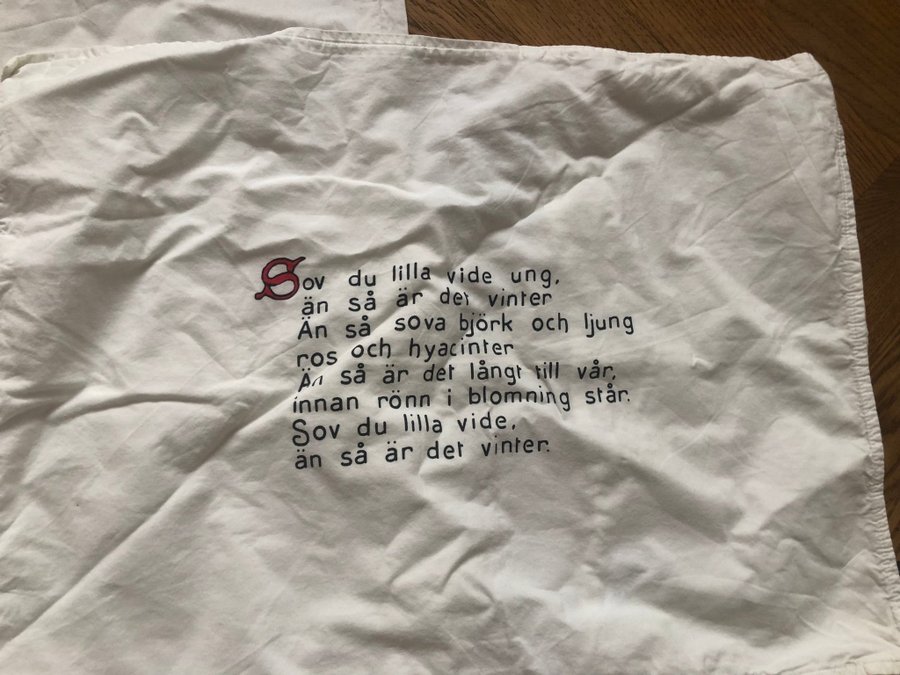 Sov du lilla vide ung,
än så är det vinter
Än så sova björk och ljung
ros och hyacinter
Än så är det långt till vår,
innan rönn i blomning står.
Sov du lilla vide,
än så är det vinter.